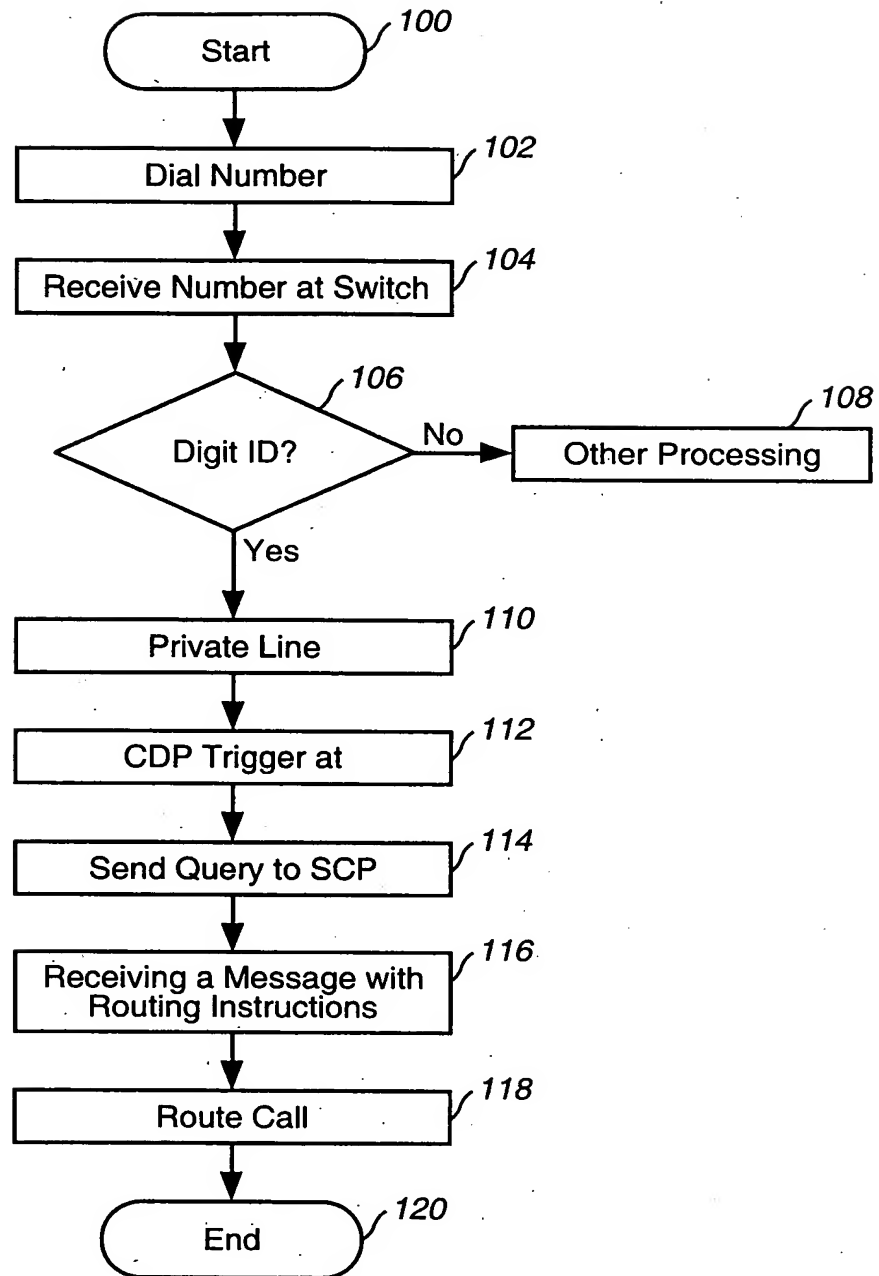 100
Start
102
Dial Number
104
Receive Number at Switch
106
Digit ID?
No
108
Other Processing
Yes
110
Private Line
112
CDP Trigger at
114
Send Query to SCP
116
Receiving a Message with
Routing Instructions
118
Route Call
120
End